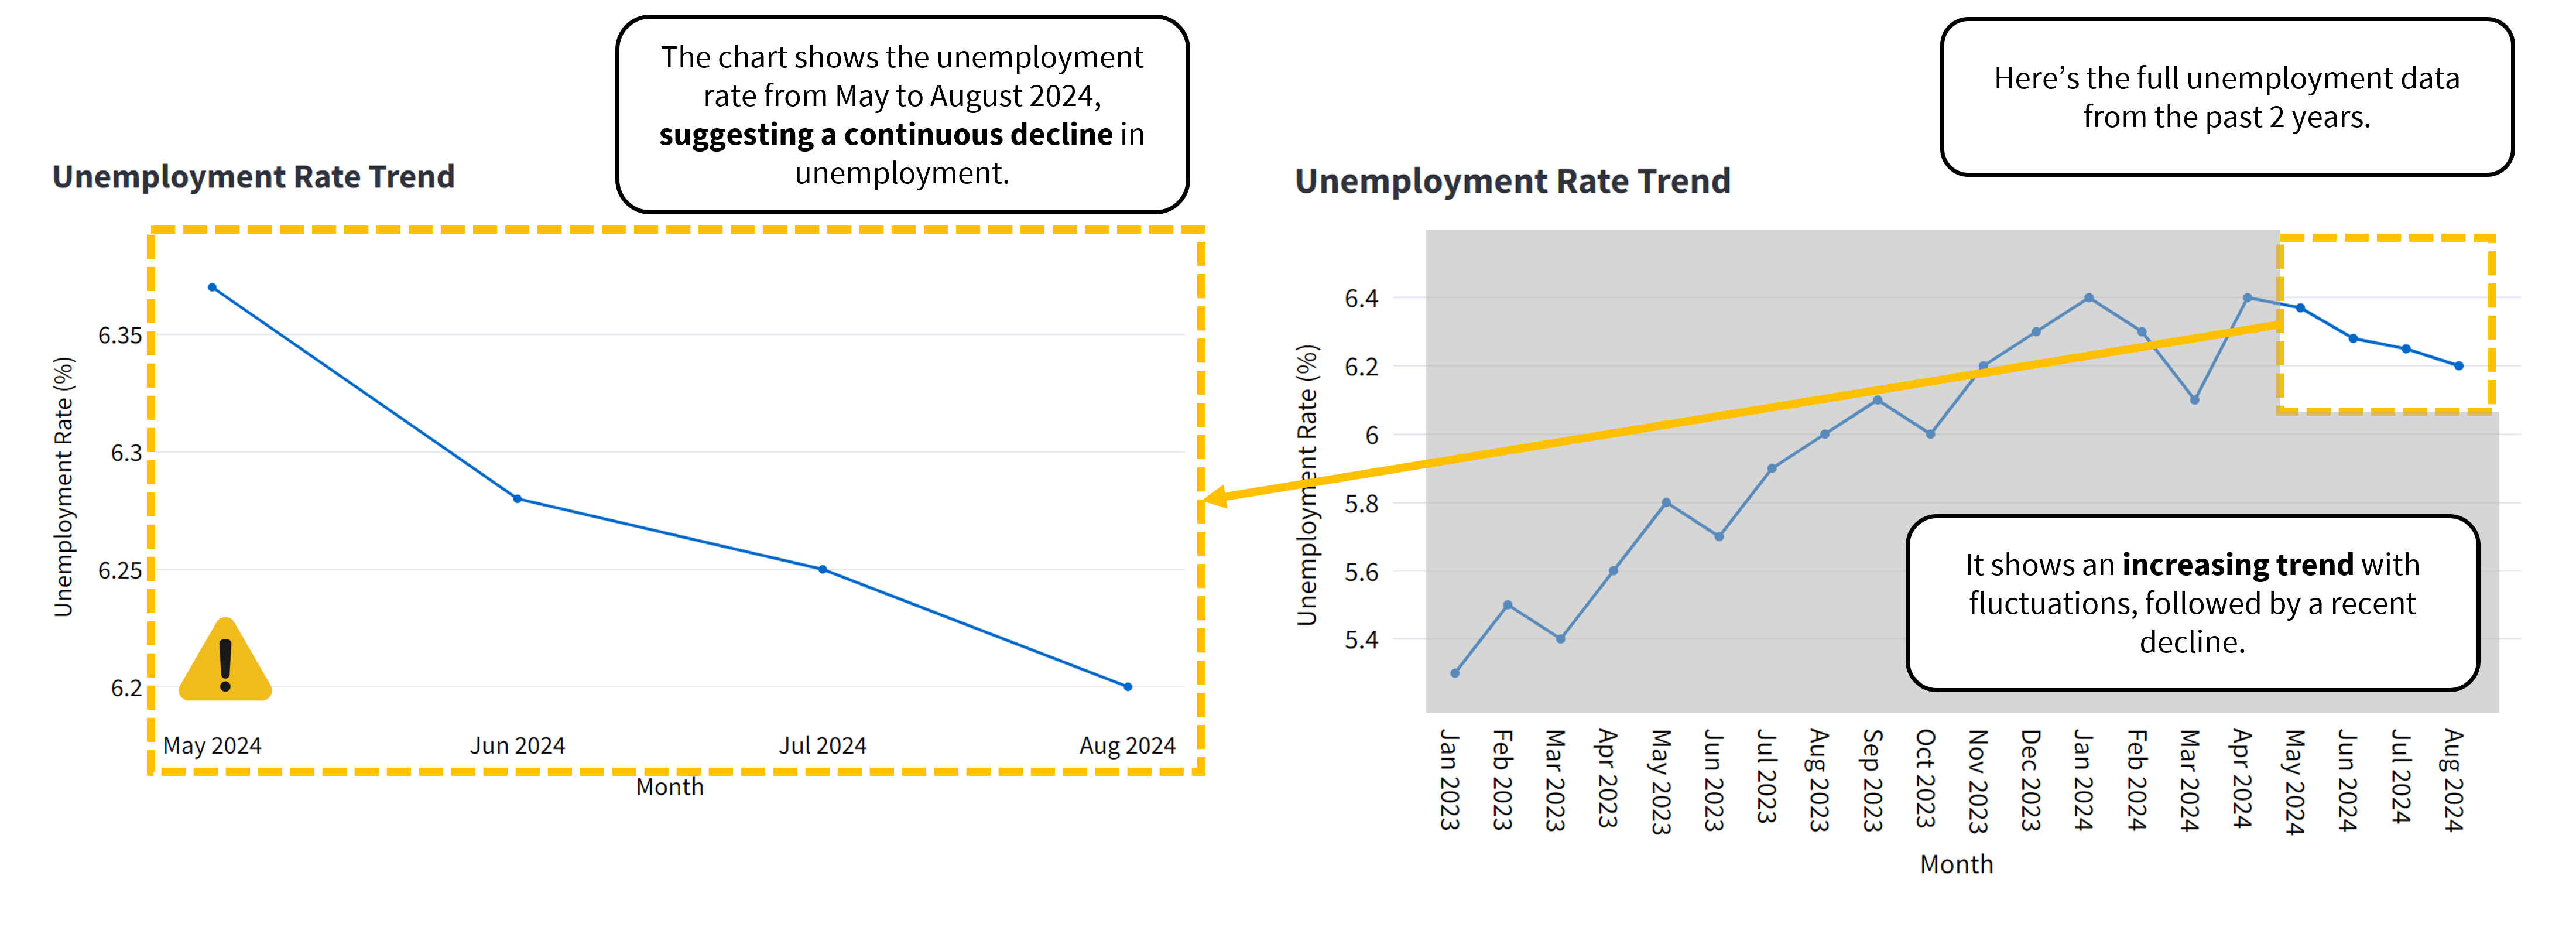 The chart shows the unemployment
rate from May to August 2024,
suggesting a continuous decline in
unemployment.
Unemployment Rate Trend
Unemployment Rate (%)
6.35
6.3
6.25
6.2
May 2024
Jun 2024
Jul 2024
Aug 2024
Month
Here’s the full unemployment data
from the past 2 years.
Unemployment Rate Trend
Unemployment Rate (%)
6.4
6.2
6
5.8
5.6
5.4
It shows an increasing trend with
fluctuations, followed by a recent
decline.
Jan 2023
Feb 2023
Mar 2023
Apr 2023
May 2023
Jun 2023
Jul 2023
Aug 2023
Sep 2023
Oct 2023
Nov 2023
Dec 2023
Jan 2024
Feb 2024
Mar 2024
Apr 2024
May 2024
Jun 2024
Jul 2024
Aug 2024
Month